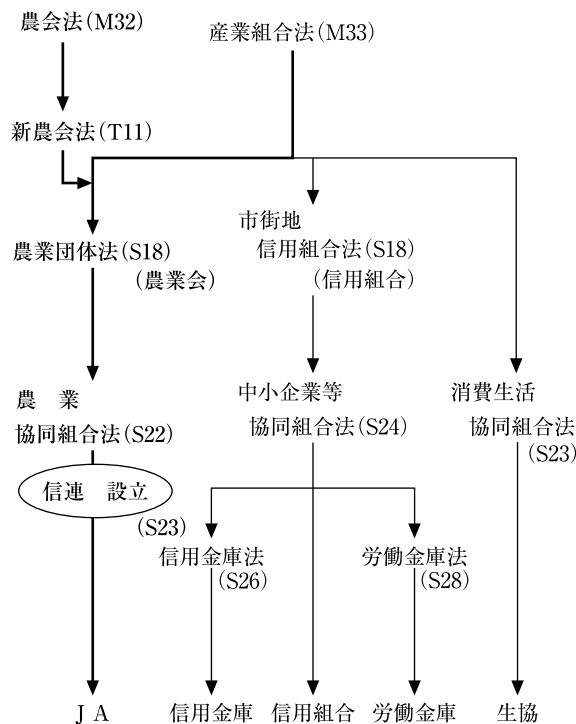 農会法(M32)
産業組合法(M33)
新農会法(T11)
市街地
信用組合法(S18)
(信用組合)
農業団体法(S18)
(農業会)
農　業
協同組合法(S22)
中小企業等
協同組合法(S24)
消費生活
協同組合法
(S23)
信連　設立
(S23)
信用金庫法
(S26)
労働金庫法
(S28)
J A
信用金庫
信用組合
労働金庫
生協